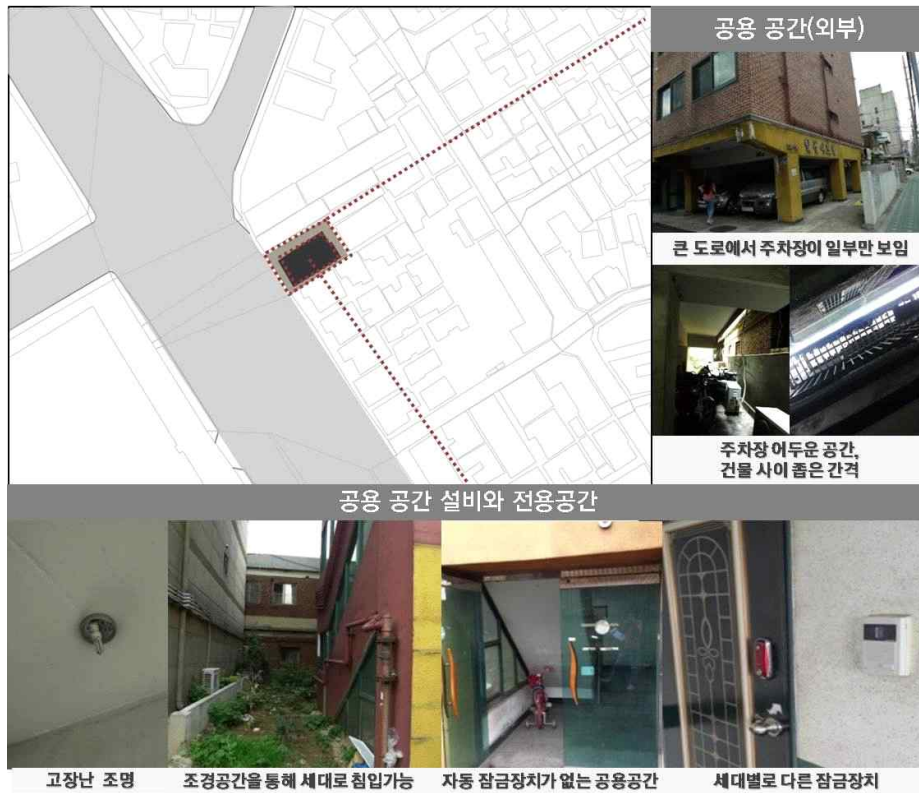 공용 공간(외부)
큰 도로에서 주차장이 일부만 보임
주차장 어두운 공간,
건물 사이 좁은 간격
공용 공간 설비와 전용공간
고장난 조명
조경공간을 통해 세대로 침입가능
자동 잠금장치가 없는 공용공간
세대별로 다른 잠금장치